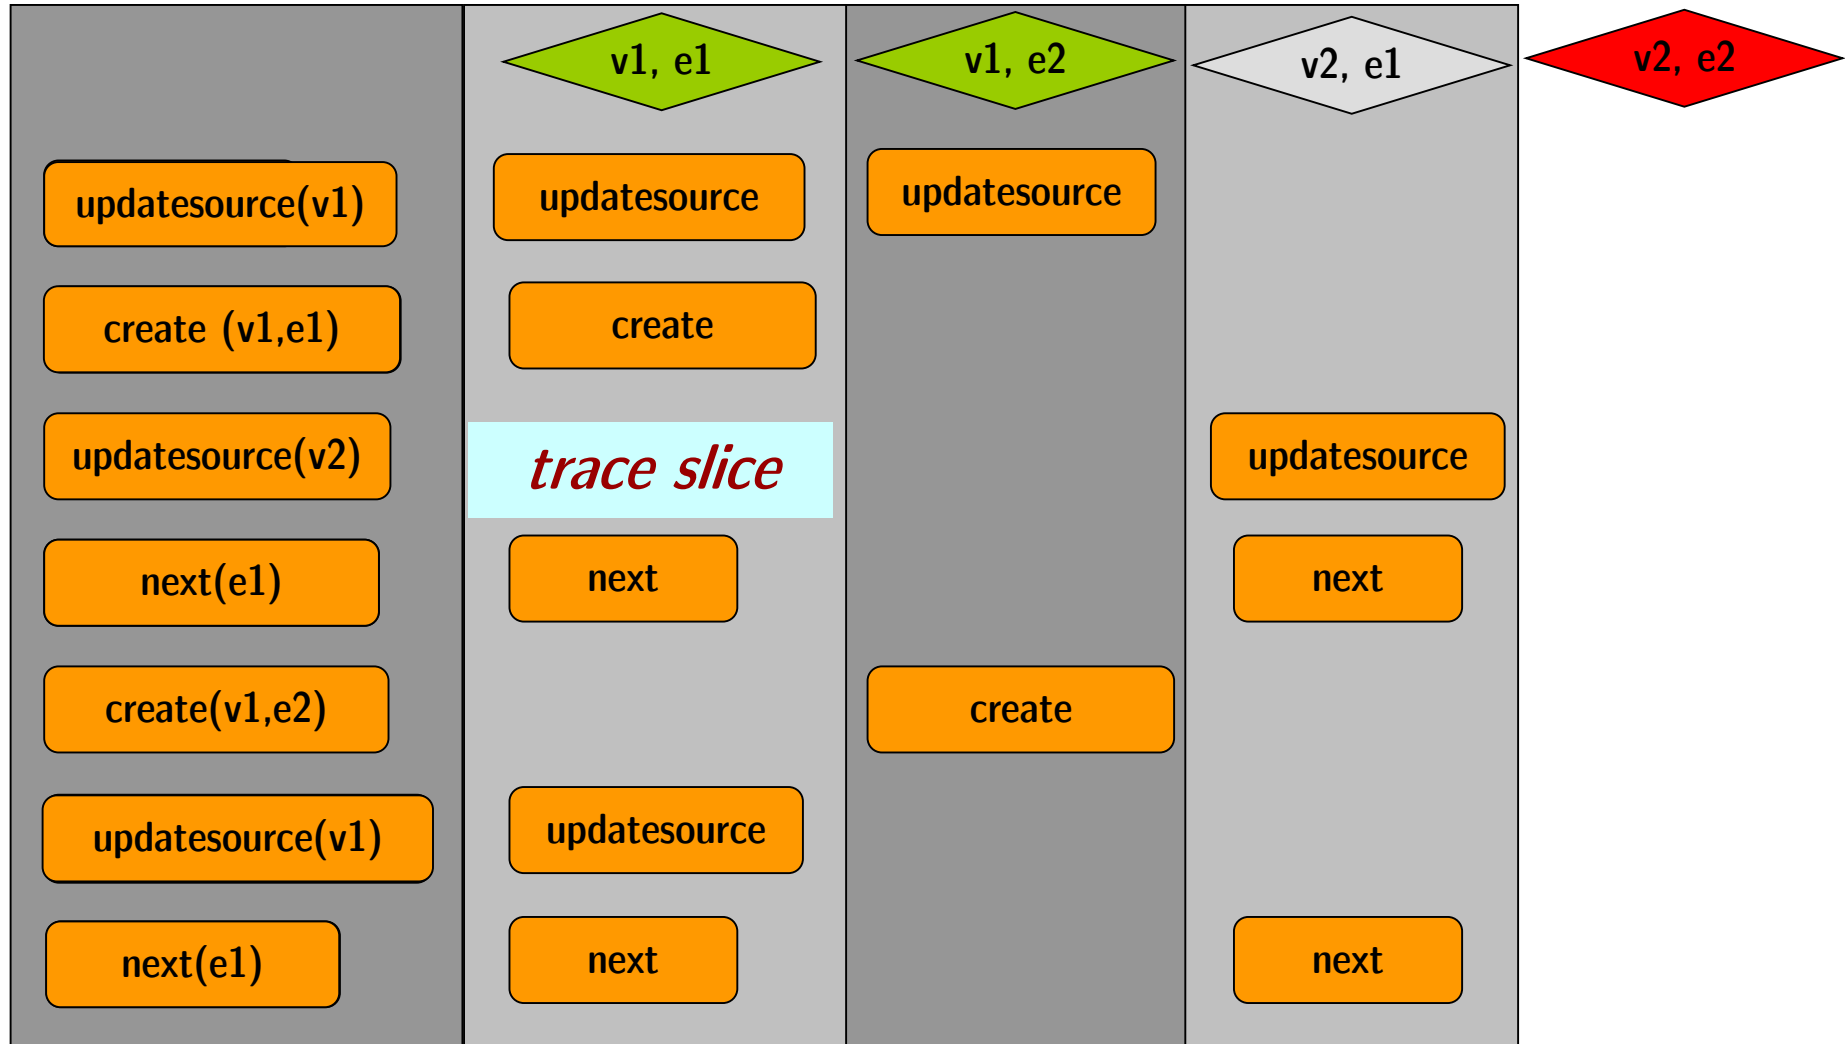 v1, e1
v1, e2
v2, e1
v2, e2
updatesource(v1)
updatesource
updatesource
create (v1,e1)
create
updatesource(v2)
trace slice
updatesource
next(e1)
next
next
create(v1,e2)
create
updatesource(v1)
updatesource
next(e1)
next
next